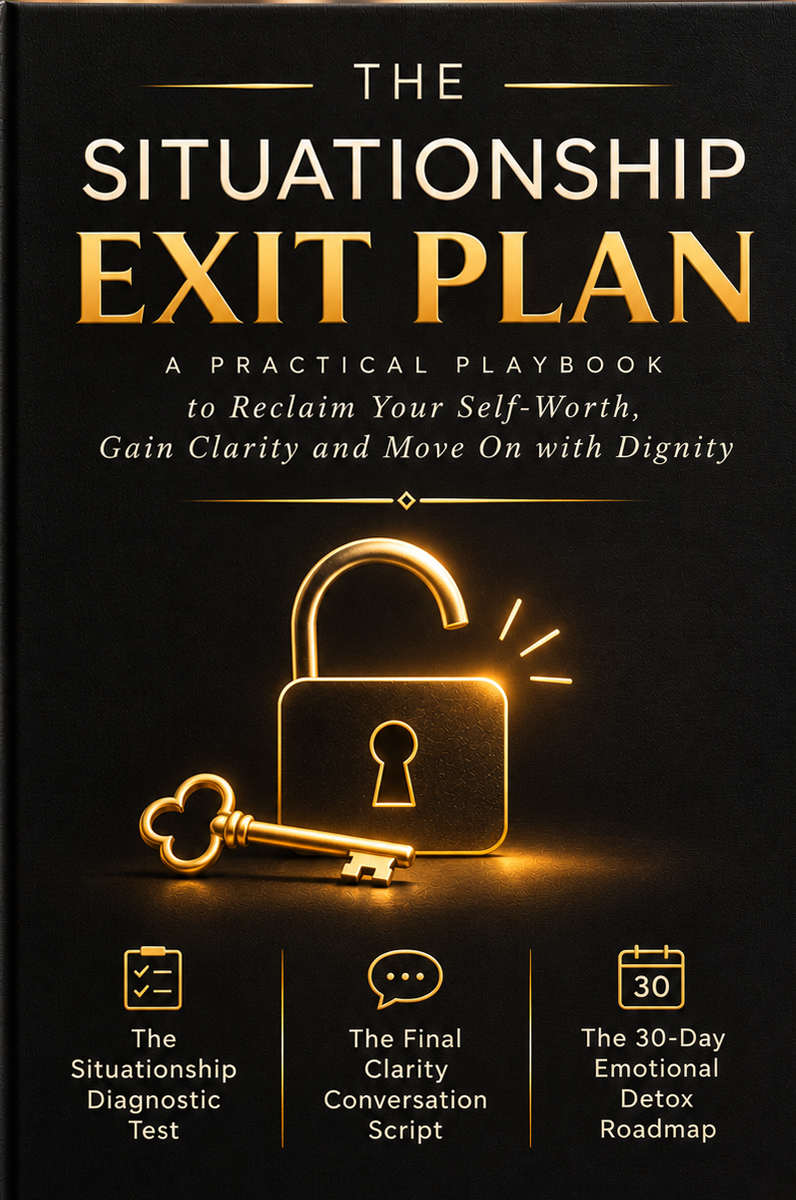 THE
SITUATIONSHIP
EXIT PLAN
A PRACTICAL PLAYBOOK
to Reclaim Your Self-Worth,
Gain Clarity and Move On with Dignity
The
Situationship
Diagnostic
Test
The Final
Clarity
Conversation
Script
30
The 30-Day
Emotional
Detox
Roadmap